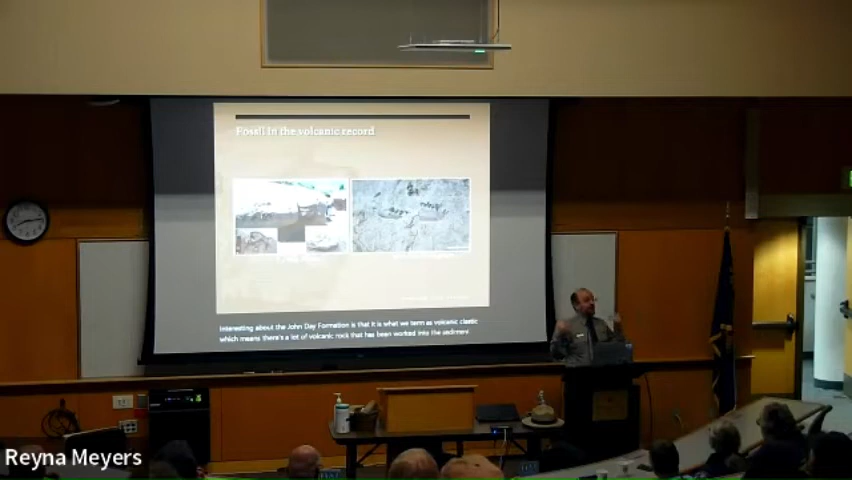 Fossil in the volcanic record
Interesting about the John Day Formation is that it is what we term as volcanic clastic
which means there's a lot of volcanic rock that has been worked into the sediment
Reyna Meyers